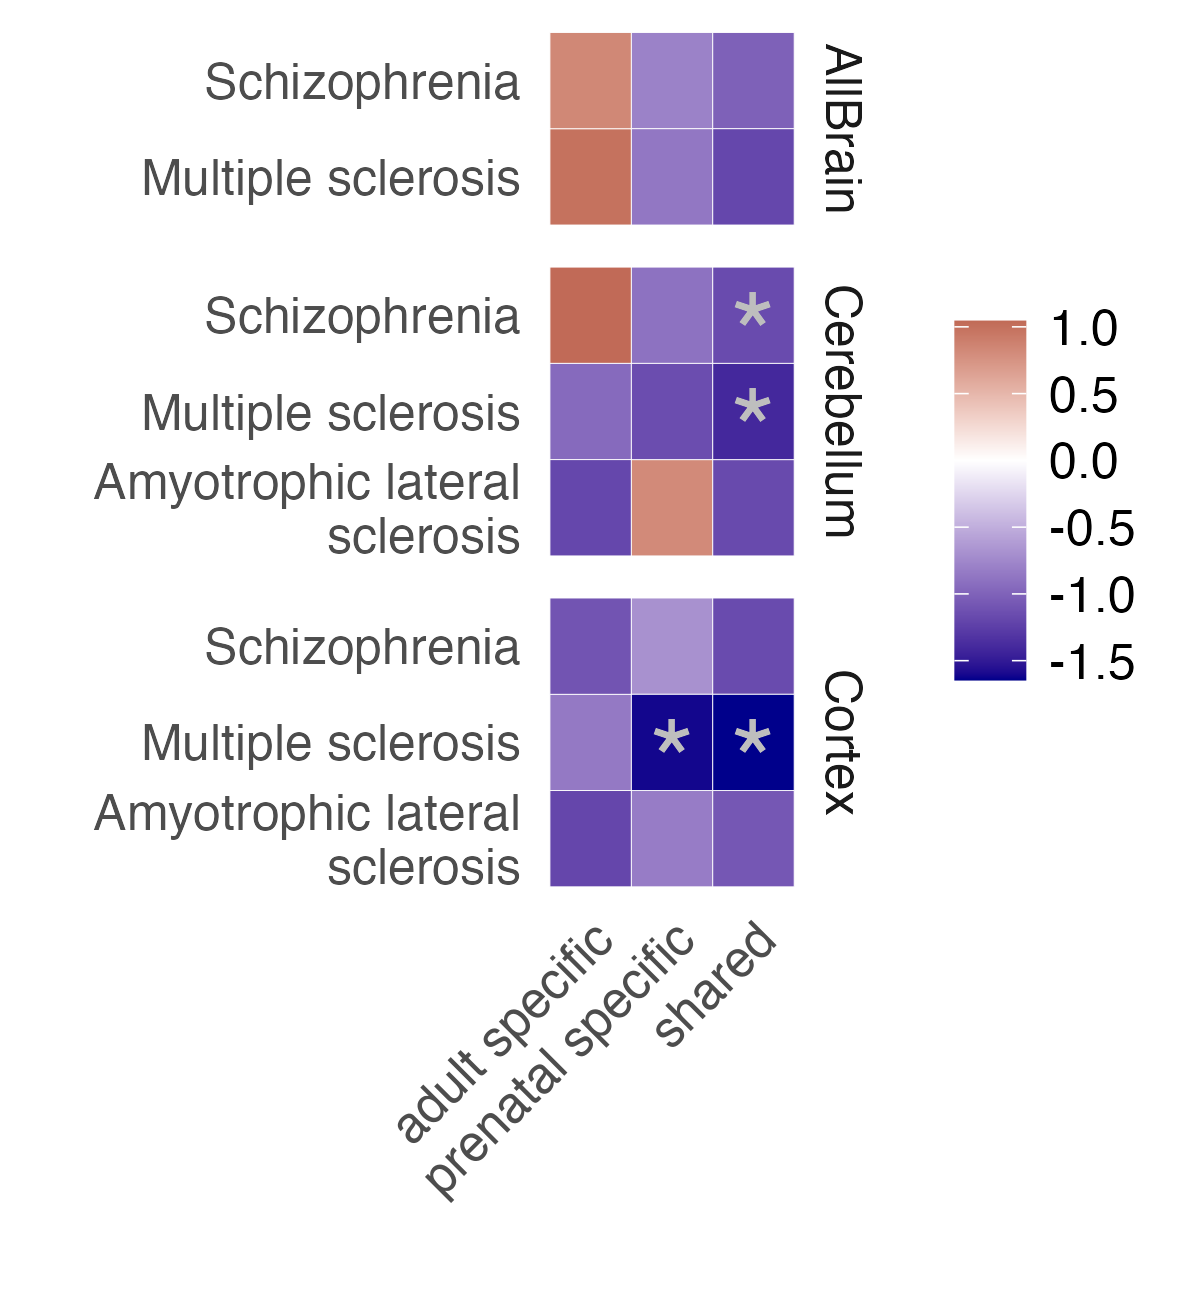 Schizophrenia
Multiple sclerosis
AllBrain
Schizophrenia
*
Multiple sclerosis
*
Amyotrophic lateral
sclerosis
Cerebellum
Schizophrenia
Multiple sclerosis
* *
Amyotrophic lateral
sclerosis
Cortex
adult specific
prenatal specific
shared
1.0
0.5
0.0
-0.5
-1.0
-1.5